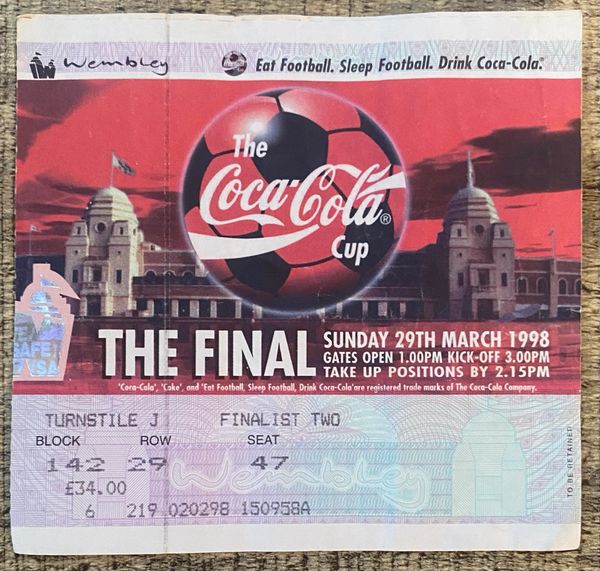 Wembley
Eat Football. Sleep Football. Drink Coca-Cola.®
The
Coca-Cola®
Cup
THE FINAL
SUNDAY 29TH MARCH 1998
GATES OPEN 1.00PM KICK-OFF 3.00PM
TAKE UP POSITIONS BY 2.15PM
'Coca-Cola', 'Coke', and 'Eat Football, Sleep Football, Drink Coca-Cola' are registered trade marks of The Coca-Cola Company.
TURNSTILE J FINALIST TWO
BLOCK ROW SEAT
142 29 47
Wembley
£34.00
6 219 020298 150958A
TO BE RETAINED